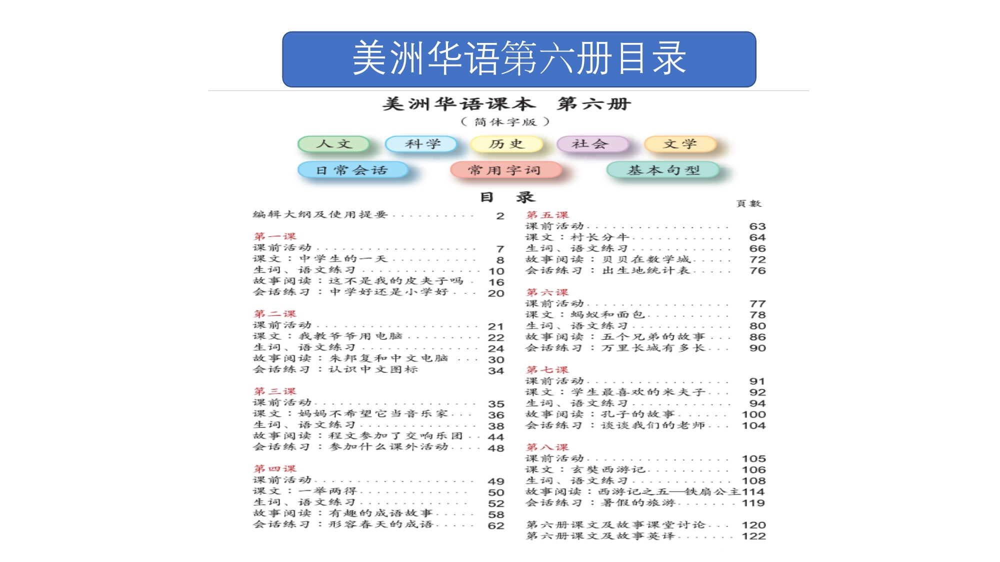 美洲华语第六册目录
美洲华语课本 第六册
（简体字版）
人文 科学 历史 社会 文学
日常会话 常用字词 基本句型
目 录
頁數
编辑大纲及使用提要.......... 2
第一课
课前活动................... 7
课文：中学生的一天.......... 8
生词、语文练习.............. 10
故事阅读：这不是我的皮夹子吗 . 16
会话练习：中学好还是小学好... 20
第二课
课前活动................... 21
课文：我教爷爷用电脑......... 22
生词、语文练习.............. 24
故事阅读：朱邦复和中文电脑 ... 30
会话练习：认识中文图标 34
第三课
课前活动................... 35
课文：妈妈不希望它当音乐家... 36
生词、语文练习.............. 38
故事阅读：程文参加了交响乐团.. 44
会话练习：参加什么课外活动.... 48
第四课
课前活动................... 49
课文：一举两得............. 50
生词、语文练习............. 52
故事阅读：有趣的成语故事..... 58
会话练习：形容春天的成语..... 62
第五课
课前活动................. 63
课文：村长分牛............ 64
生词、语文练习............ 66
故事阅读：贝贝在数学城..... 72
会话练习：出生地统计表..... 76
第六课
课前活动................. 77
课文：蚂蚁和面包.......... 78
生词、语文练习............ 80
故事阅读：五个兄弟的故事... 86
会话练习：万里长城有多长... 90
第七课
课前活动................. 91
课文：学生最喜欢的米夫子... 92
生词、语文练习............ 94
故事阅读：孔子的故事...... 100
会话练习：谈谈我们的老师... 104
第八课
课前活动................. 105
课文：玄奘西游记.......... 106
生词、语文练习............ 108
故事阅读：西游记之五—铁扇公主114
会话练习：暑假的旅游....... 119
第六册课文及故事课堂讨论... 120
第六册课文及故事英译....... 122